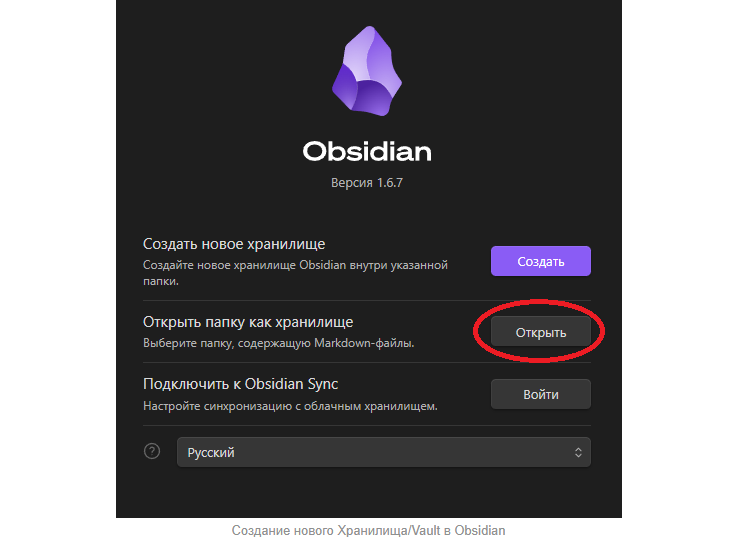 Obsidian
Версия 1.6.7
Создать новое хранилище
Создайте новое хранилище Obsidian внутри указанной
папки.
Создать
Открыть папку как хранилище
Выберите папку, содержащую Markdown-файлы.
Открыть
Подключить к Obsidian Sync
Настройте синхронизацию с облачным хранилищем.
Войти
?
Русский
Создание нового Хранилища/Vault в Obsidian